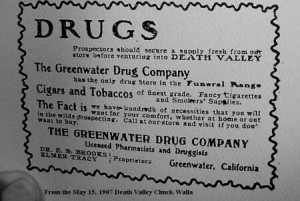 DRUGS
Prospectors should secure a supply fresh from our
store before venturing into DEATH VALLEY
The Greenwater Drug Company
has the only drug Store in the Funeral Range
Cigars and Tobaccos of finest grade. Fancy Cigarettes
and Smokers' Supplies.
The Fact is we have hundreds of necessities that you will
want for your comfort, whether at home or out
in the wilds prospecting. Call at our store and visit if you don't
want to buy.
THE GREENWATER DRUG COMPANY
Licensed Pharmacists and Druggists
DR. E. R. BROOKS
ELMER TRACY } Proprietors
Greenwater, California
From the May 15, 1907 Death Valley Chuck-Walla